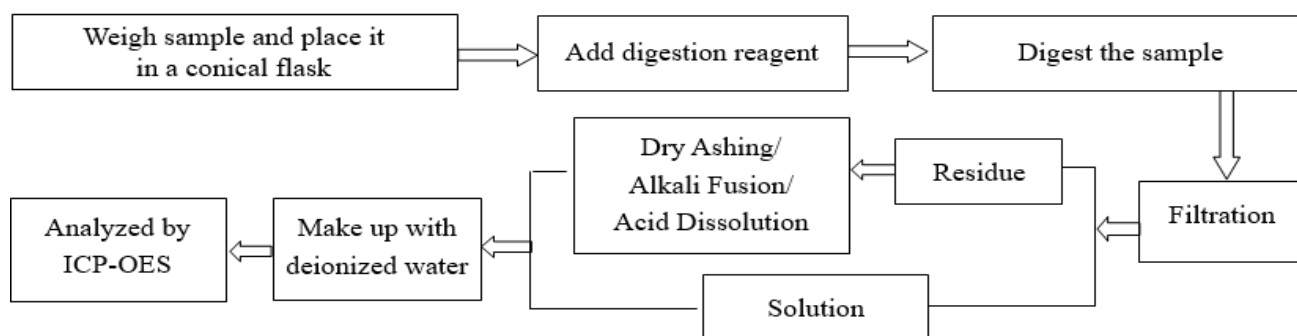 Weigh sample and place it
in a conical flask
Add digestion reagent
Digest the sample
Filtration
Residue
Dry Ashing/
Alkali Fusion/
Acid Dissolution
Solution
Make up with
deionized water
Analyzed by
ICP-OES